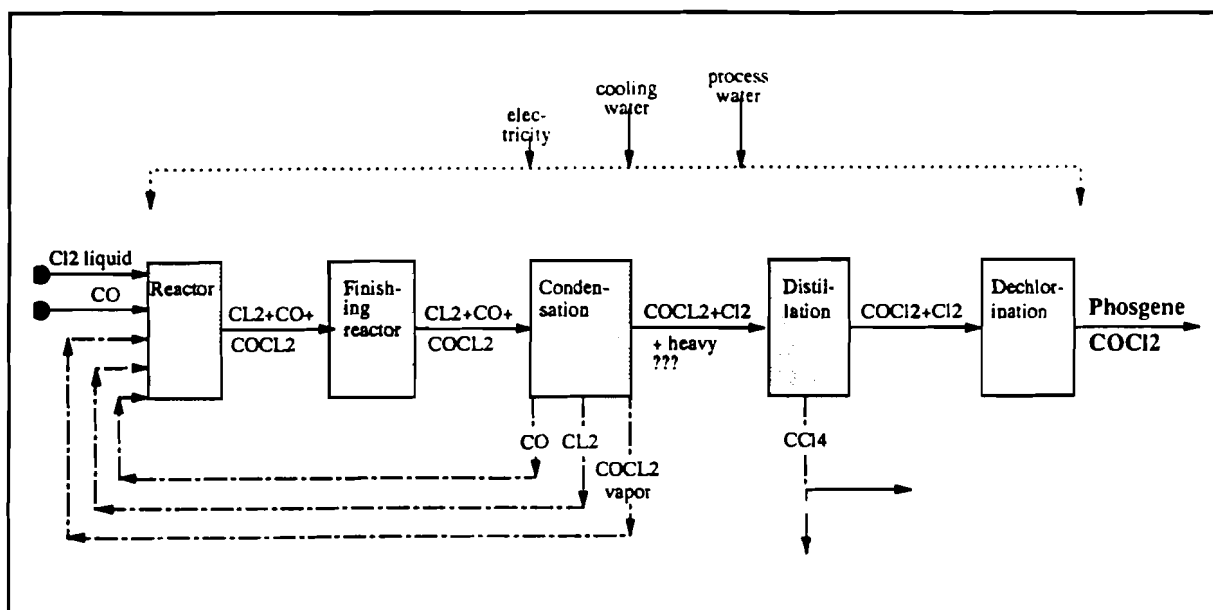 process
water
cooling
water
elec-
tricity
Cl2 liquid
CO
Reactor
CL2+CO+
COCL2
Finish-
ing
reactor
CL2+CO+
COCL2
Conden-
sation
COCL2+Cl2
+ heavy
???
Distil-
lation
COCl2+Cl2
Dechlor-
ination
Phosgene
COCl2
CO
CL2
COCL2
vapor
CCl4